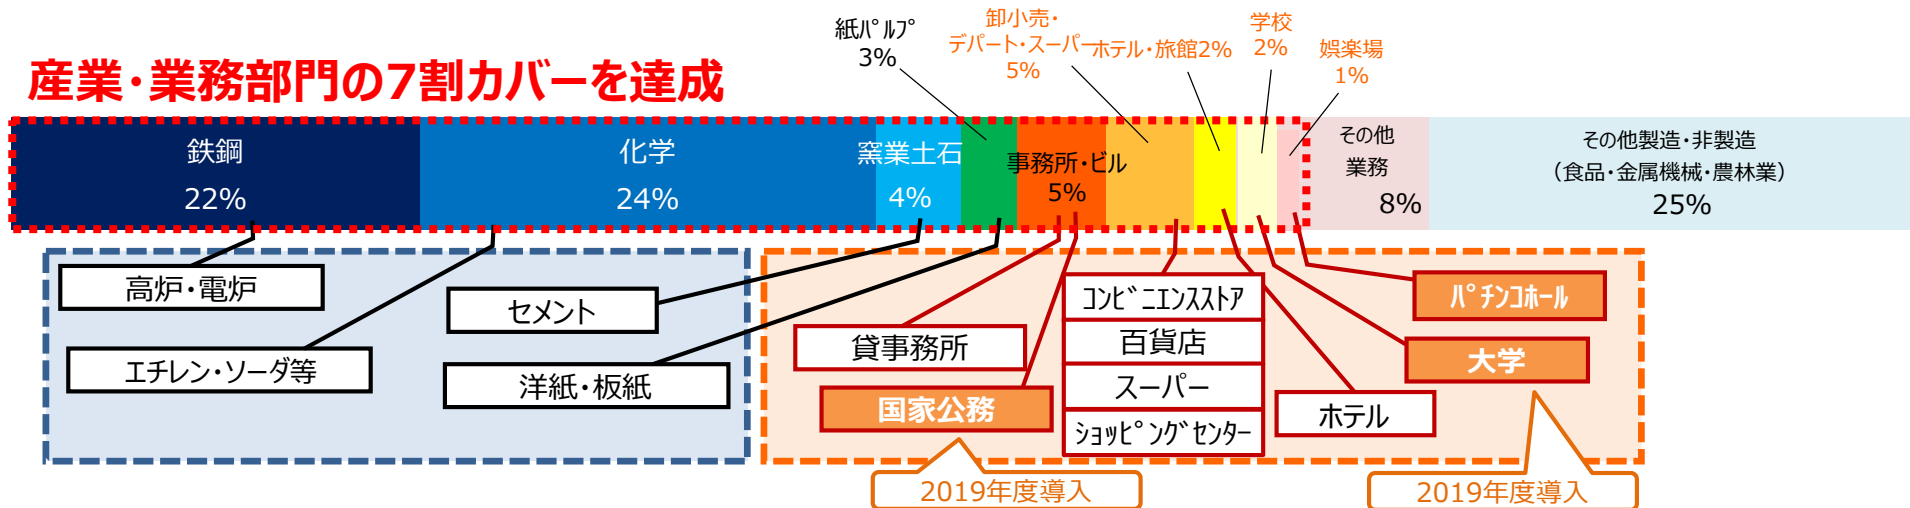 産業・業務部門の7割カバーを達成
紙ﾊﾟﾙﾌﾟ
3%
卸小売・
デパート・スーパー
5%
ホテル・旅館2%
学校
2%
娯楽場
1%
鉄鋼
22%
化学
24%
窯業土石
4%
事務所・ビル
5%
その他
業務
8%
その他製造・非製造
（食品・金属機械・農林業）
25%
高炉・電炉
エチレン・ソーダ等
セメント
洋紙・板紙
貸事務所
国家公務
ｺﾝﾋﾞﾆｴﾝｽｽﾄｱ
百貨店
スーパー
ｼｮｯﾋﾟﾝｸﾞｾﾝﾀｰ
ホテル
ﾊﾟﾁﾝｺﾎｰﾙ
大学
2019年度導入
2019年度導入